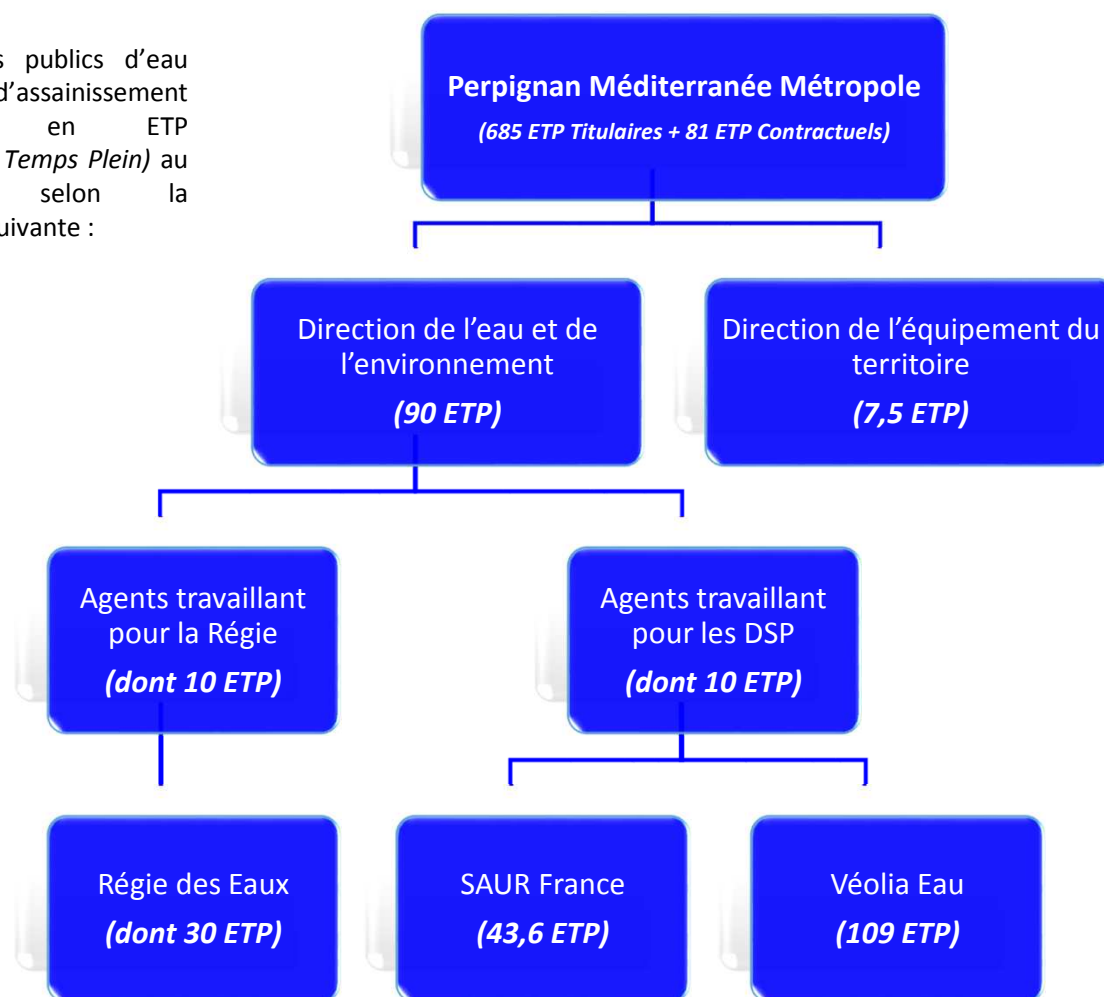 s publics d’eau
d’assainissement
en ETP
Temps Plein) au
selon la
uivante :
Perpignan Méditerranée Métropole
(685 ETP Titulaires + 81 ETP Contractuels)
Direction de l’eau et de
l’environnement
(90 ETP)
Direction de l’équipement du
territoire
(7,5 ETP)
Agents travaillant
pour la Régie
(dont 10 ETP)
Agents travaillant
pour les DSP
(dont 10 ETP)
Régie des Eaux
(dont 30 ETP)
SAUR France
(43,6 ETP)
Véolia Eau
(109 ETP)